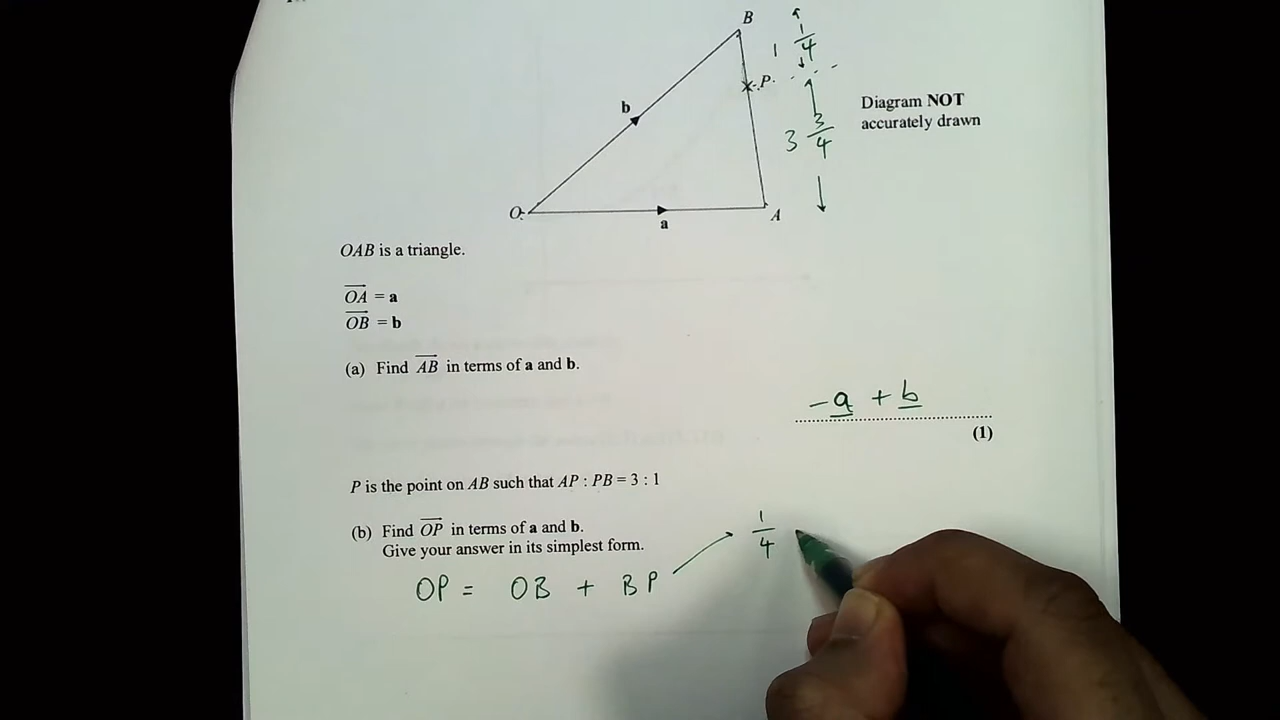 B
1 1/4
P
b
Diagram NOT
accurately drawn
3 3/4
O
A
a
OAB is a triangle.
OA = a
OB = b
(a) Find AB in terms of a and b.
-a + b
(1)
P is the point on AB such that AP : PB = 3 : 1
(b) Find OP in terms of a and b.
Give your answer in its simplest form.
1/4
OP = OB + BP